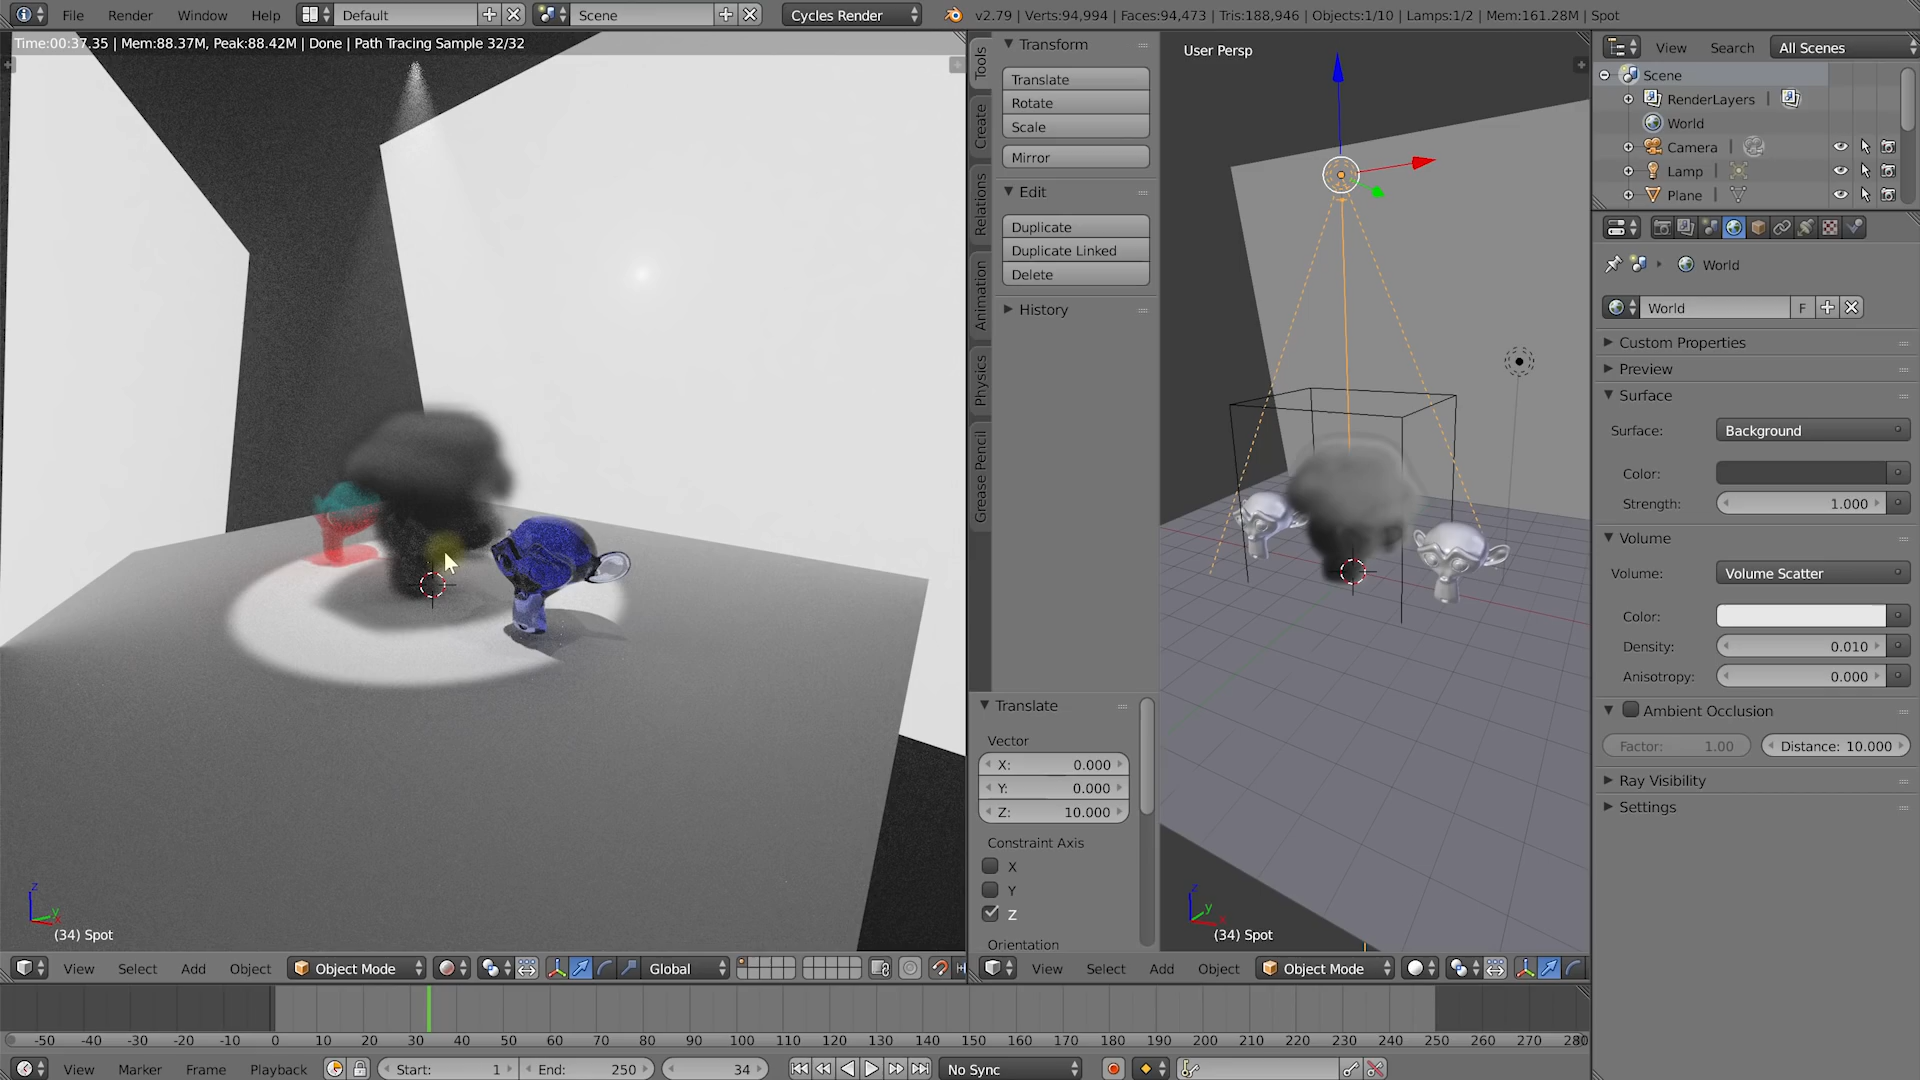 File Render Window Help Default Scene Cycles Render v2.79 | Verts:94,994 | Faces:94,473 | Tris:188,946 | Objects:1/10 | Lamps:1/2 | Mem:161.28M | Spot
Time:00:37.35 | Mem:88.37M, Peak:88.42M | Done | Path Tracing Sample 32/32
Tools
Create
Relations
Animation
Physics
Grease Pencil
Transform
Translate
Rotate
Scale
Mirror
Edit
Duplicate
Duplicate Linked
Delete
History
Translate
Vector
X: 0.000
Y: 0.000
Z: 10.000
Constraint Axis
X
Y
Z
Orientation
User Persp
(34) Spot
(34) Spot
View Search All Scenes
Scene
RenderLayers
World
Camera
Lamp
Plane
World
World F
Custom Properties
Preview
Surface
Surface: Background
Color:
Strength: 1.000
Volume
Volume: Volume Scatter
Color:
Density: 0.010
Anisotropy: 0.000
Ambient Occlusion
Factor: 1.00 Distance: 10.000
Ray Visibility
Settings
View Select Add Object Object Mode Global
View Select Add Object Object Mode
-50 -40 -30 -20 -10 0 10 20 30 40 50 60 70 80 90 100 110 120 130 140 150 160 170 180 190 200 210 220 230 240 250 260 270 280
View Marker Frame Playback Start: 1 End: 250 34 No Sync